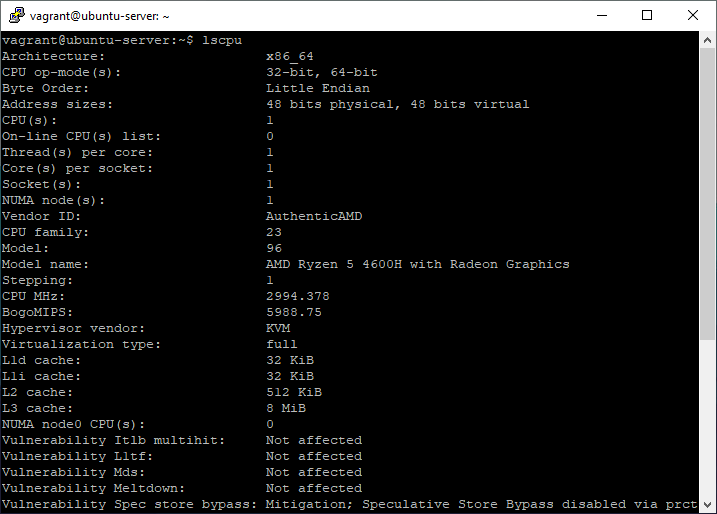 vagrant@ubuntu-server: ~
vagrant@ubuntu-server:~$ lscpu
Architecture:                    x86_64
CPU op-mode(s):                  32-bit, 64-bit
Byte Order:                      Little Endian
Address sizes:                   48 bits physical, 48 bits virtual
CPU(s):                          1
On-line CPU(s) list:             0
Thread(s) per core:              1
Core(s) per socket:              1
Socket(s):                       1
NUMA node(s):                    1
Vendor ID:                       AuthenticAMD
CPU family:                      23
Model:                           96
Model name:                      AMD Ryzen 5 4600H with Radeon Graphics
Stepping:                        1
CPU MHz:                         2994.378
BogoMIPS:                        5988.75
Hypervisor vendor:               KVM
Virtualization type:             full
L1d cache:                       32 KiB
L1i cache:                       32 KiB
L2 cache:                        512 KiB
L3 cache:                        8 MiB
NUMA node0 CPU(s):               0
Vulnerability Itlb multihit:     Not affected
Vulnerability L1tf:              Not affected
Vulnerability Mds:               Not affected
Vulnerability Meltdown:          Not affected
Vulnerability Spec store bypass: Mitigation; Speculative Store Bypass disabled via prct